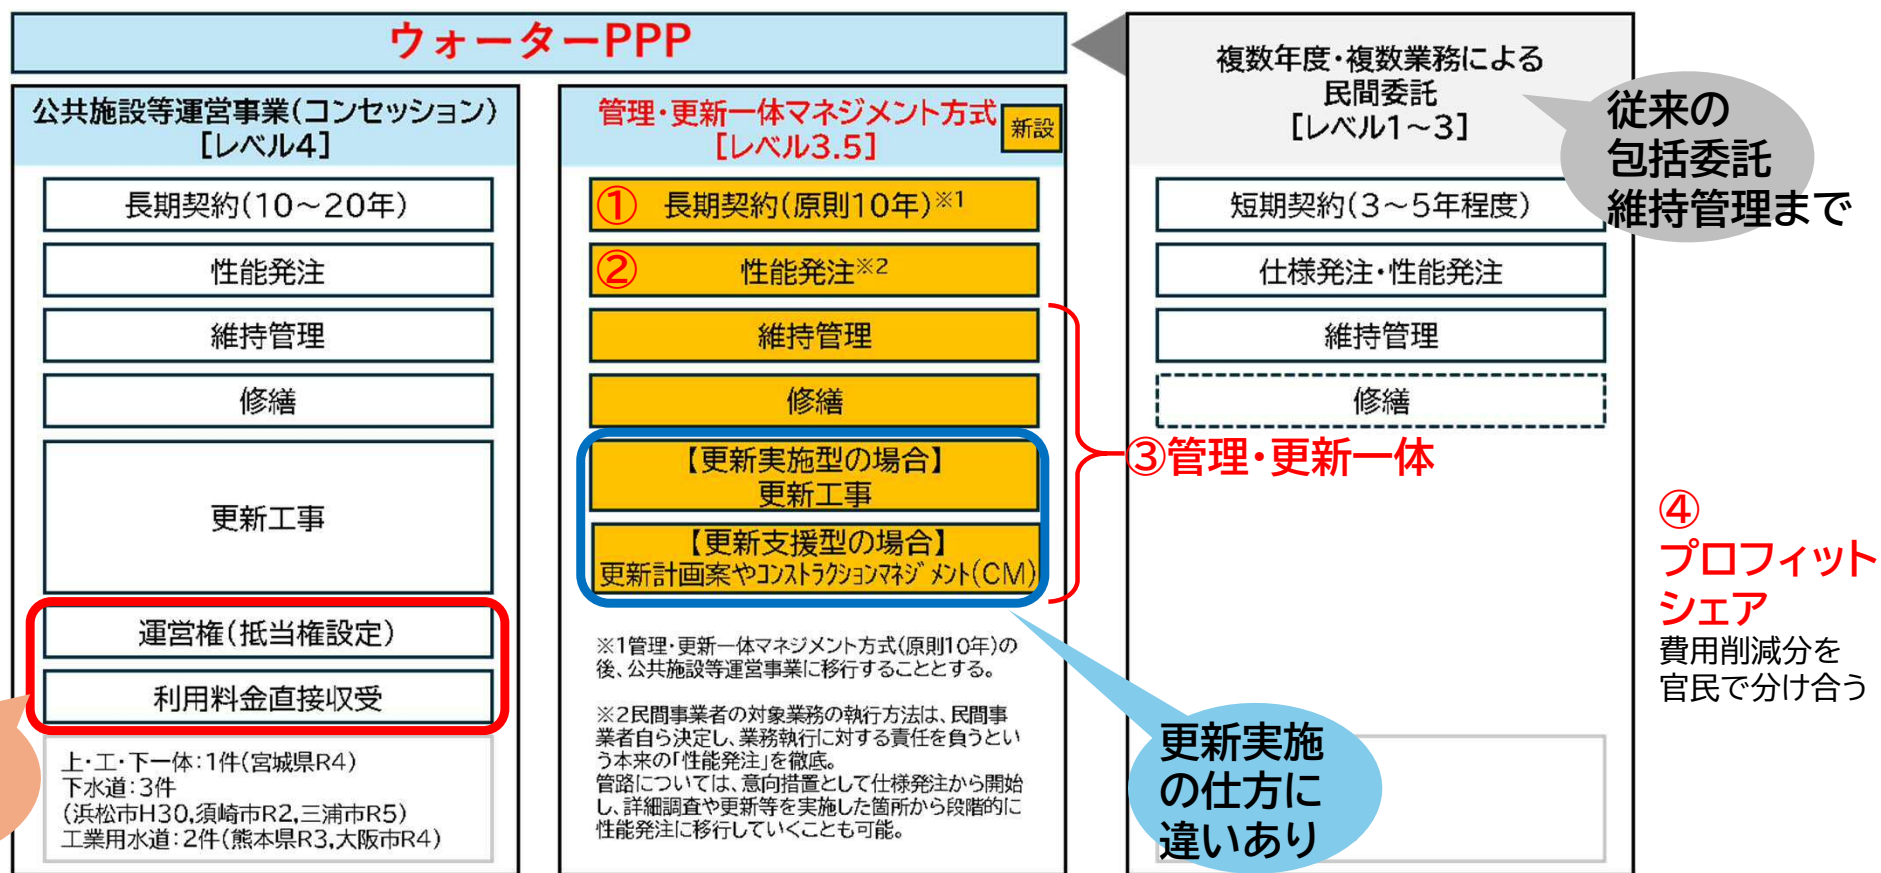 ウォーターPPP
公共施設等運営事業(コンセッション)
[レベル4]
長期契約(10～20年)
性能発注
維持管理
修繕
更新工事
運営権(抵当権設定)
利用料金直接収受
上・工・下一体:1件(宮城県R4)
下水道:3件
(浜松市H30,須崎市R2,三浦市R5)
工業用水道:2件(熊本県R3,大阪市R4)
管理・更新一体マネジメント方式
[レベル3.5]
新設
① 長期契約(原則10年)※1
② 性能発注※2
維持管理
修繕
【更新実施型の場合】
更新工事
【更新支援型の場合】
更新計画案やコンストラクションマネジメント(CM)
※1管理・更新一体マネジメント方式(原則10年)の
後、公共施設等運営事業に移行することとする。
※2民間事業者の対象業務の執行方法は、民間事
業者自ら決定し、業務執行に対する責任を負うとい
う本来の「性能発注」を徹底。
管路については、意向措置として仕様発注から開始
し、詳細調査や更新等を実施した箇所から段階的に
性能発注に移行していくことも可能。
複数年度・複数業務による
民間委託
[レベル1～3]
短期契約(3～5年程度)
仕様発注・性能発注
維持管理
修繕
従来の
包括委託
維持管理まで
③管理・更新一体
更新実施
の仕方に
違いあり
④
プロフィット
シェア
費用削減分を
官民で分け合う